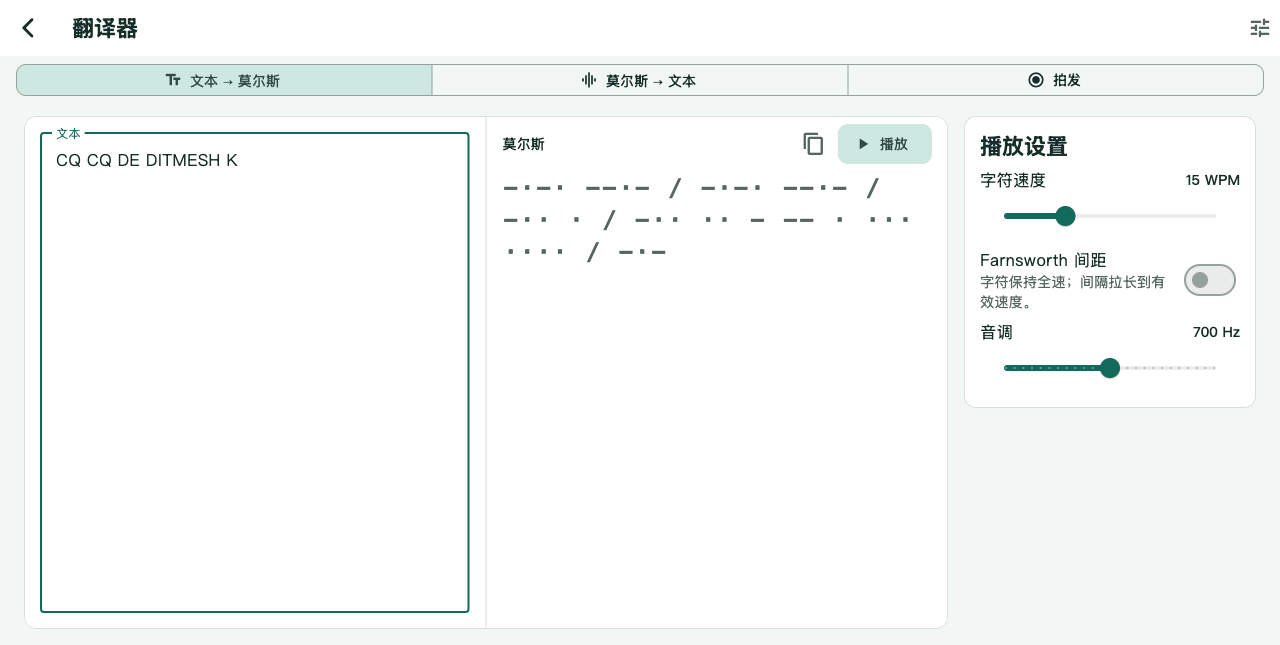 翻译器
文本 → 莫尔斯
莫尔斯 → 文本
拍发
文本
CQ CQ DE DITMESH K
莫尔斯
播放
−·−· −−·− / −·−· −−·− /
−·· · / −·· ·· − −− · ···
···· / −·−
播放设置
字符速度
15 WPM
Farnsworth 间距
字符保持全速；间隔拉长到有
效速度。
音调
700 Hz